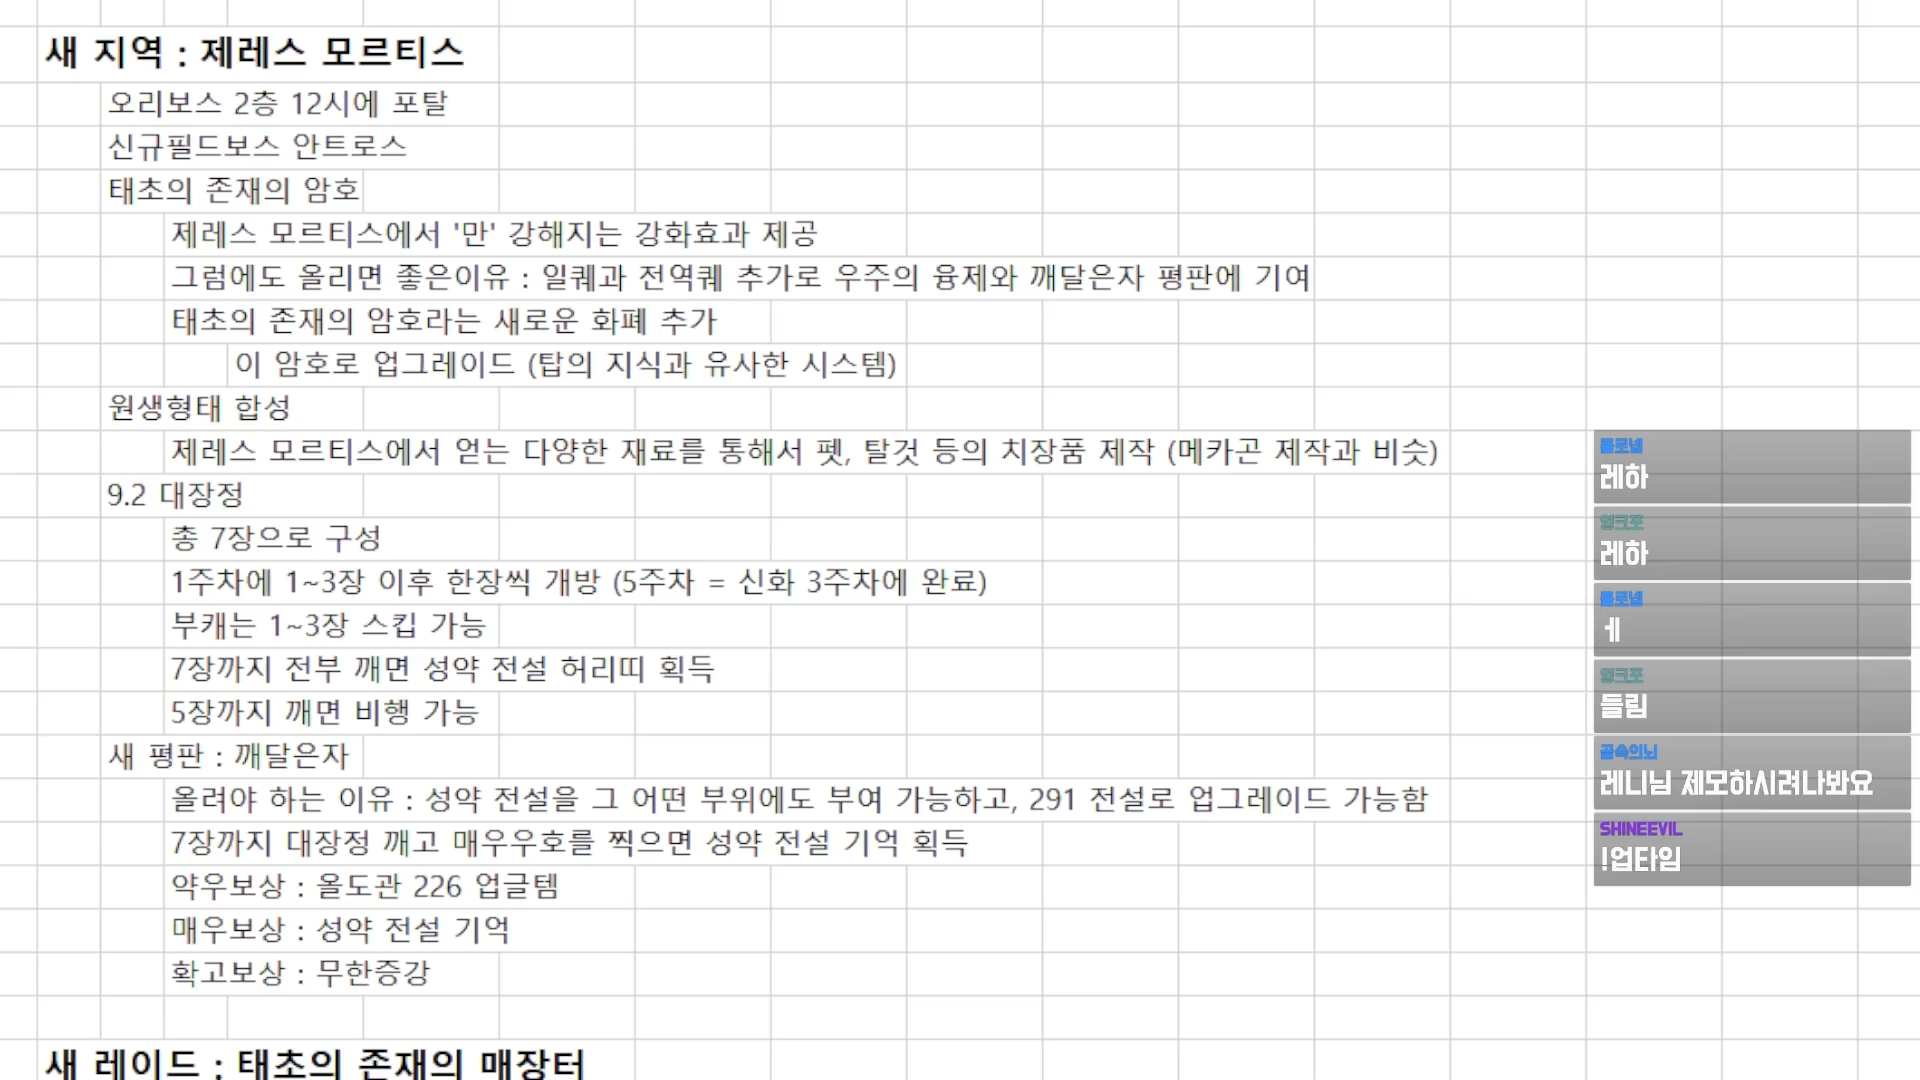 새 지역 : 제레스 모르티스
오리보스 2층 12시에 포탈
신규필드보스 안트로스
태초의 존재의 암호
제레스 모르티스에서 '만' 강해지는 강화효과 제공
그럼에도 올리면 좋은이유 : 일퀘과 전역퀘 추가로 우주의 융제와 깨달은자 평판에 기여
태초의 존재의 암호라는 새로운 화폐 추가
이 암호로 업그레이드 (탑의 지식과 유사한 시스템)
원생형태 합성
제레스 모르티스에서 얻는 다양한 재료를 통해서 펫, 탈것 등의 치장품 제작 (메카곤 제작과 비슷)
9.2 대장정
총 7장으로 구성
1주차에 1~3장 이후 한장씩 개방 (5주차 = 신화 3주차에 완료)
부캐는 1~3장 스킵 가능
7장까지 전부 깨면 성약 전설 허리띠 획득
5장까지 깨면 비행 가능
새 평판 : 깨달은자
올려야 하는 이유 : 성약 전설을 그 어떤 부위에도 부여 가능하고, 291 전설로 업그레이드 가능함
7장까지 대장정 깨고 매우우호를 찍으면 성약 전설 기억 획득
약우보상 : 올도관 226 업글템
매우보상 : 성약 전설 기억
확고보상 : 무한증강
새 레이드 : 태초의 존재의 매장터
레하
레하
ㅔ
들림
골속의뇌
레니님 제모하시려나봐요
SHINEEVIL
!업타임